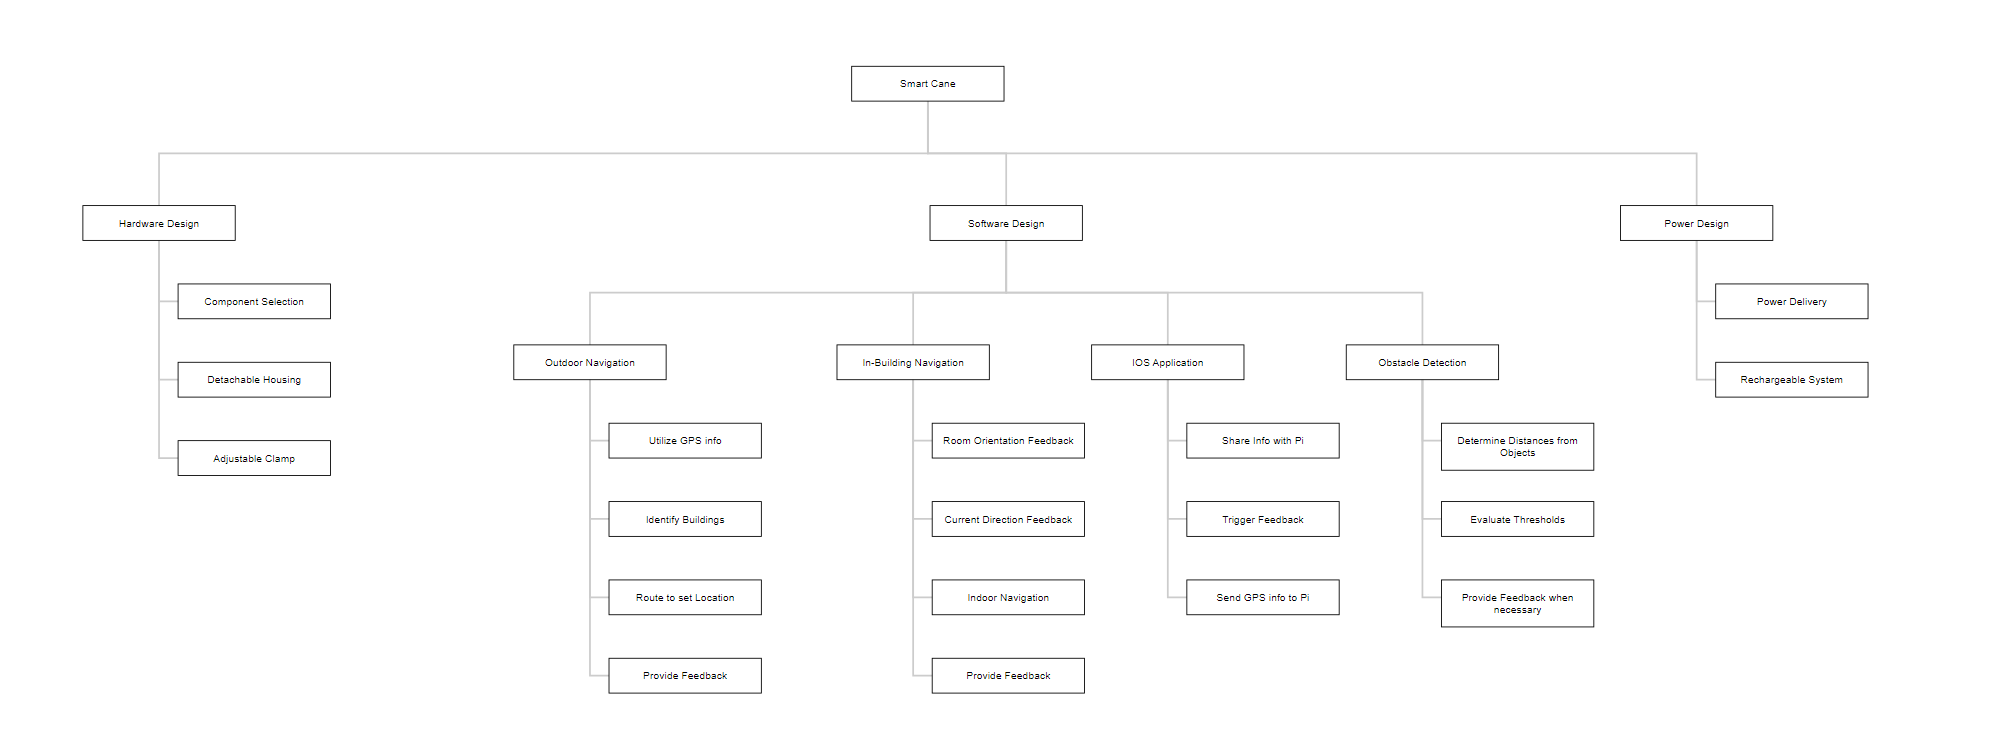 Smart Cane
Hardware Design
Software Design
Power Design
Component Selection
Detachable Housing
Adjustable Clamp
Outdoor Navigation
Utilize GPS info
Identify Buildings
Route to set Location
Provide Feedback
In-Building Navigation
Room Orientation Feedback
Current Direction Feedback
Indoor Navigation
Provide Feedback
IOS Application
Share Info with Pi
Trigger Feedback
Send GPS info to Pi
Obstacle Detection
Determine Distances from
Objects
Evaluate Thresholds
Provide Feedback when
necessary
Power Delivery
Rechargeable System